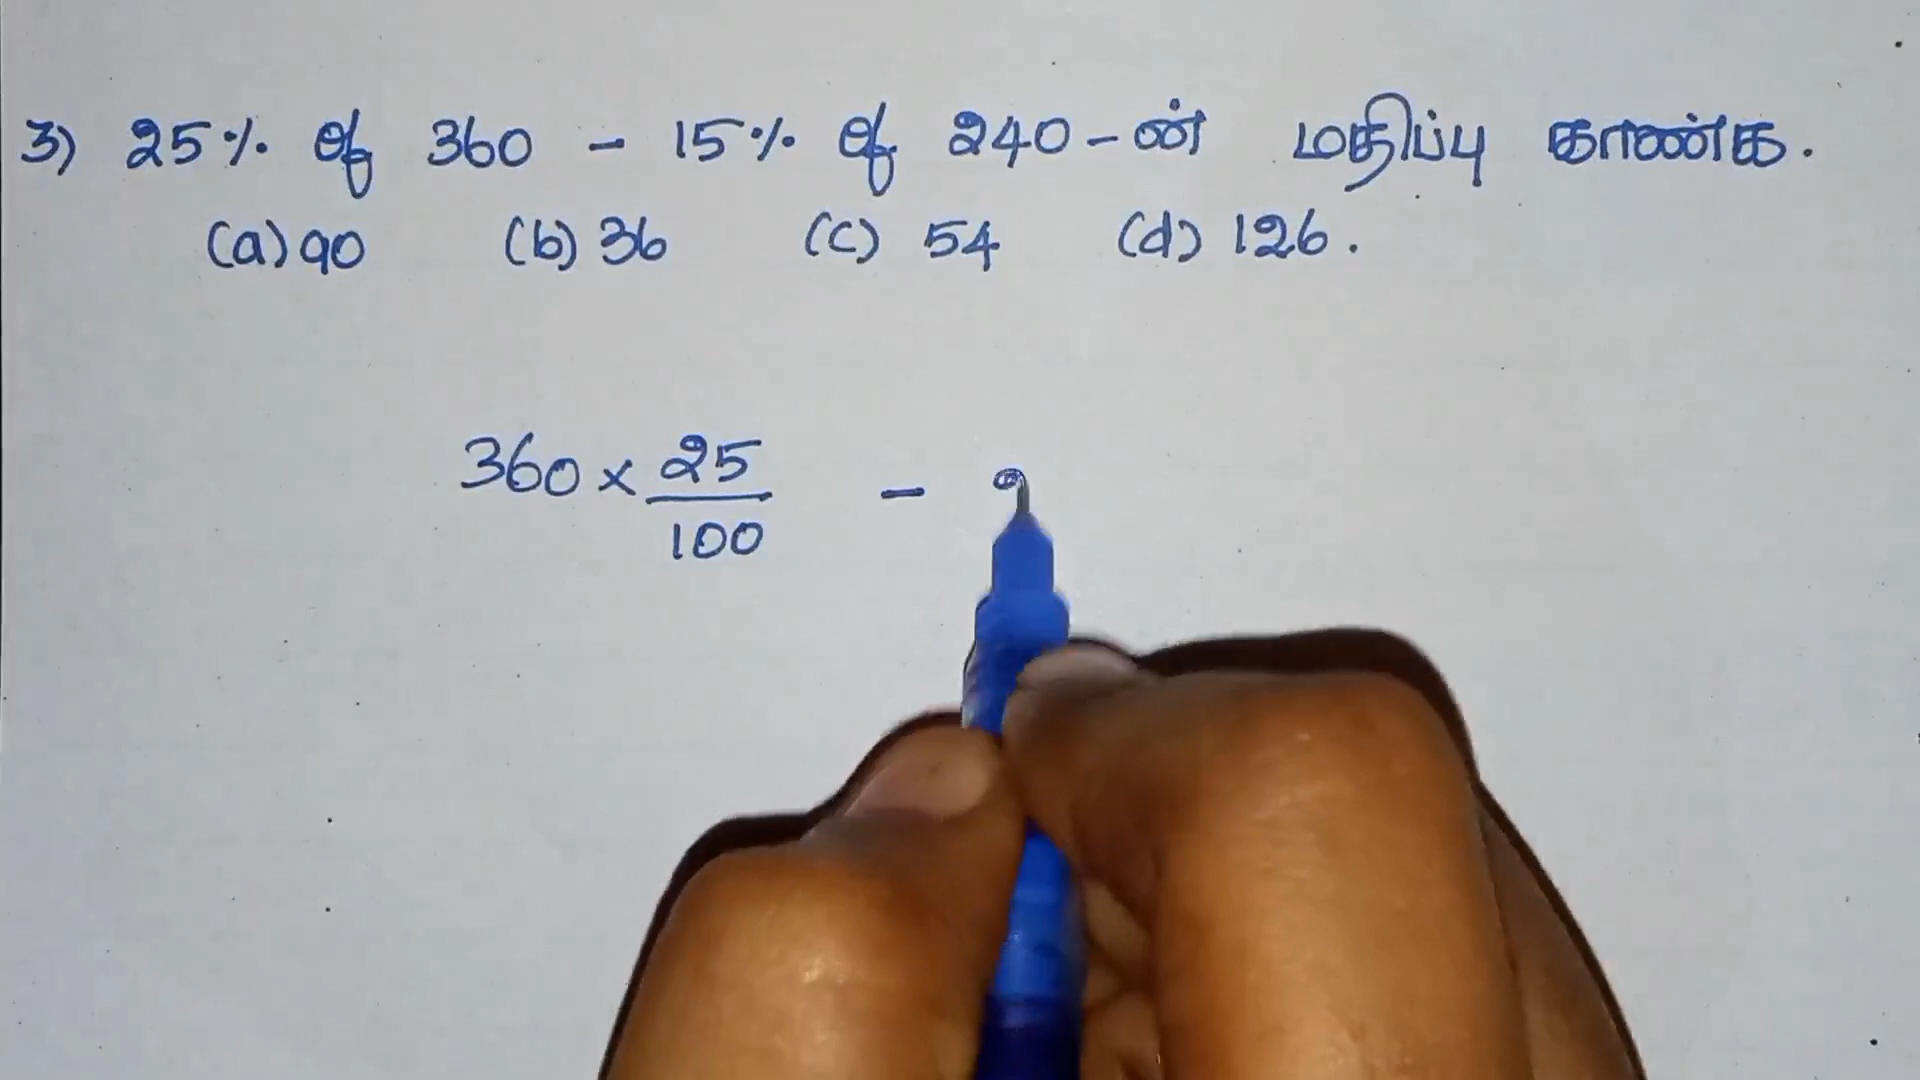 3) 25% of 360 - 15% of 240-ன் மதிப்பு காண்க.
(a) 90 (b) 36 (c) 54 (d) 126.
360 × 25/100 -